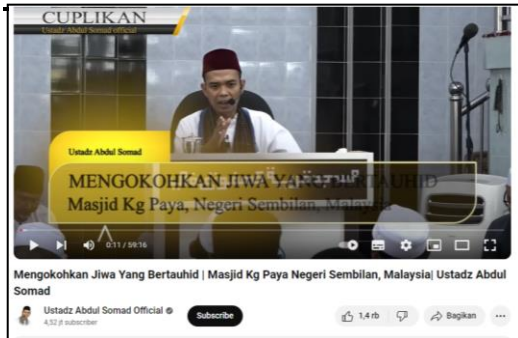 CUPLIKAN
Ustadz Abdul Somad official
Ustadz Abdul Somad
MENGOKOHKAN JIWA YANG BERTAUHID
Masjid Kg Paya, Negeri Sembilan, Malaysia
0:11 / 59:16
Mengokohkan Jiwa Yang Bertauhid | Masjid Kg Paya Negeri Sembilan, Malaysia| Ustadz Abdul
Somad
Ustadz Abdul Somad Official
4,52 jt subscriber
Subscribe
1,4 rb
Bagikan